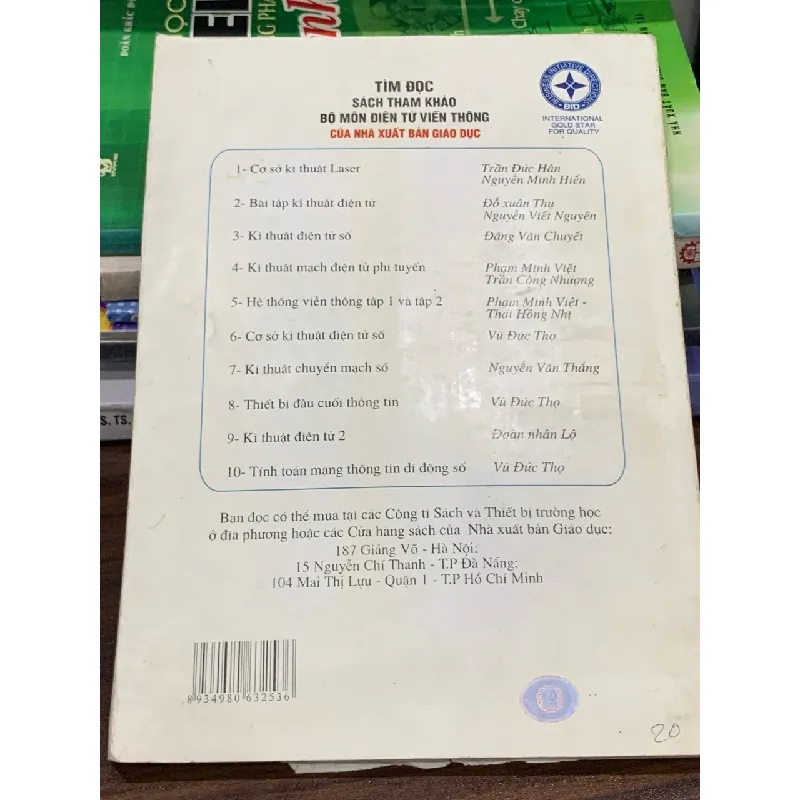 TÌM ĐỌC
SÁCH THAM KHẢO
BỘ MÔN ĐIỆN TỬ VIỄN THÔNG
CỦA NHÀ XUẤT BẢN GIÁO DỤC
BUSINESS INITIATIVE DIRECTIONS
BID
INTERNATIONAL
GOLD STAR
FOR QUALITY
1- Cơ sở kĩ thuật Laser Trần Đức Hân
Nguyễn Minh Hiển
2- Bài tập kĩ thuật điện tử Đỗ xuân Thụ
Nguyễn Viết Nguyên
3- Kĩ thuật điện tử số Đặng Văn Chuyết
4- Kĩ thuật mạch điện tử phi tuyến Phạm Minh Việt
Trần Công Nhượng
5- Hệ thống viễn thông tập 1 và tập 2 Phạm Minh Việt -
Thái Hồng Nhị
6- Cơ sở kĩ thuật điện tử số Vũ Đức Thọ
7- Kĩ thuật chuyển mạch số Nguyễn Văn Thắng
8- Thiết bị đầu cuối thông tin Vũ Đức Thọ
9- Kĩ thuật điện tử 2 Đoàn nhân Lộ
10- Tính toán mạng thông tin di động số Vũ Đức Thọ
Bạn đọc có thể mua tại các Công ti Sách và Thiết bị trường học
ở địa phương hoặc các Cửa hàng sách của Nhà xuất bản Giáo dục:
187 Giảng Võ - Hà Nội;
15 Nguyễn Chí Thanh - T.P Đà Nẵng;
104 Mai Thị Lựu - Quận 1 - T.P Hồ Chí Minh
8 934980 632536
20